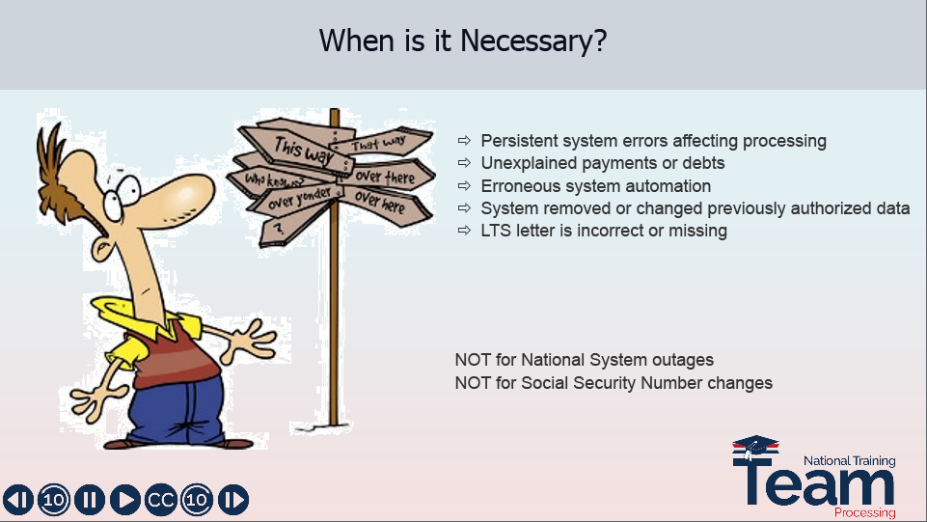 When is it Necessary?
This way
That way
who knows?
over there
over yonder
over here
?
⇨ Persistent system errors affecting processing
⇨ Unexplained payments or debts
⇨ Erroneous system automation
⇨ System removed or changed previously authorized data
⇨ LTS letter is incorrect or missing
NOT for National System outages
NOT for Social Security Number changes
National Training
Team
Processing
10
CC
10